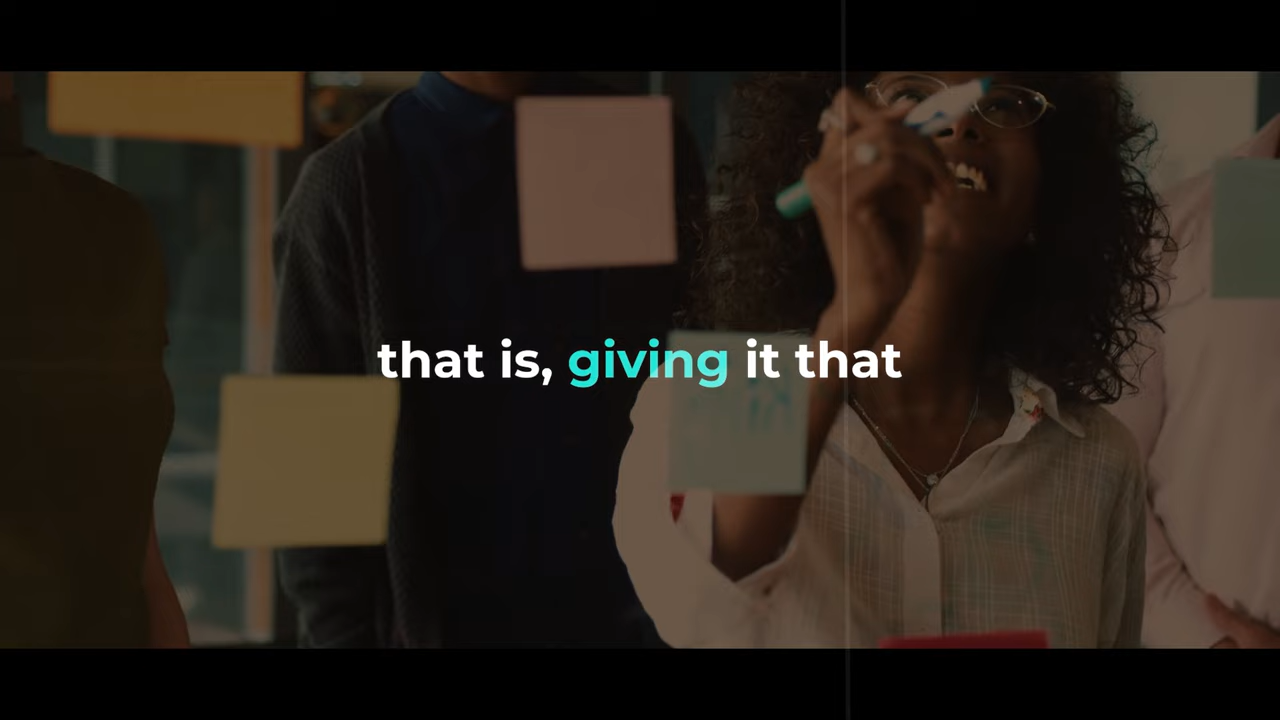 that is, giving it that